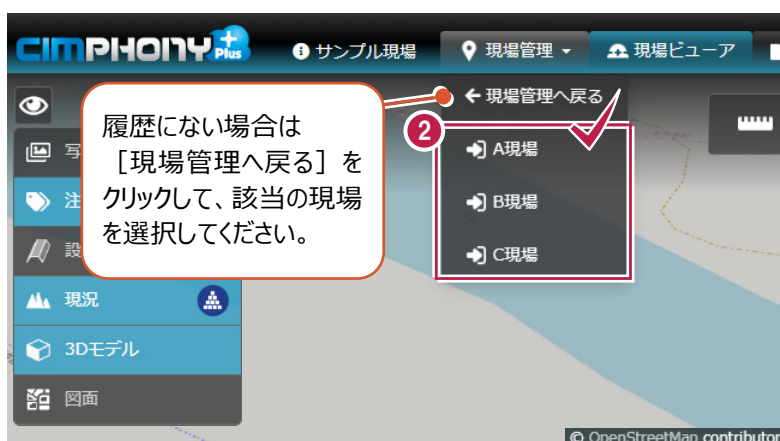 CIMPHONY Plus
サンプル現場
現場管理
現場ビューア
現場管理へ戻る
履歴にない場合は
［現場管理へ戻る］を
クリックして、該当の現場
を選択してください。
2
A現場
B現場
C現場
写
注
設
現況
3Dモデル
図面
© OpenStreetMap contributor